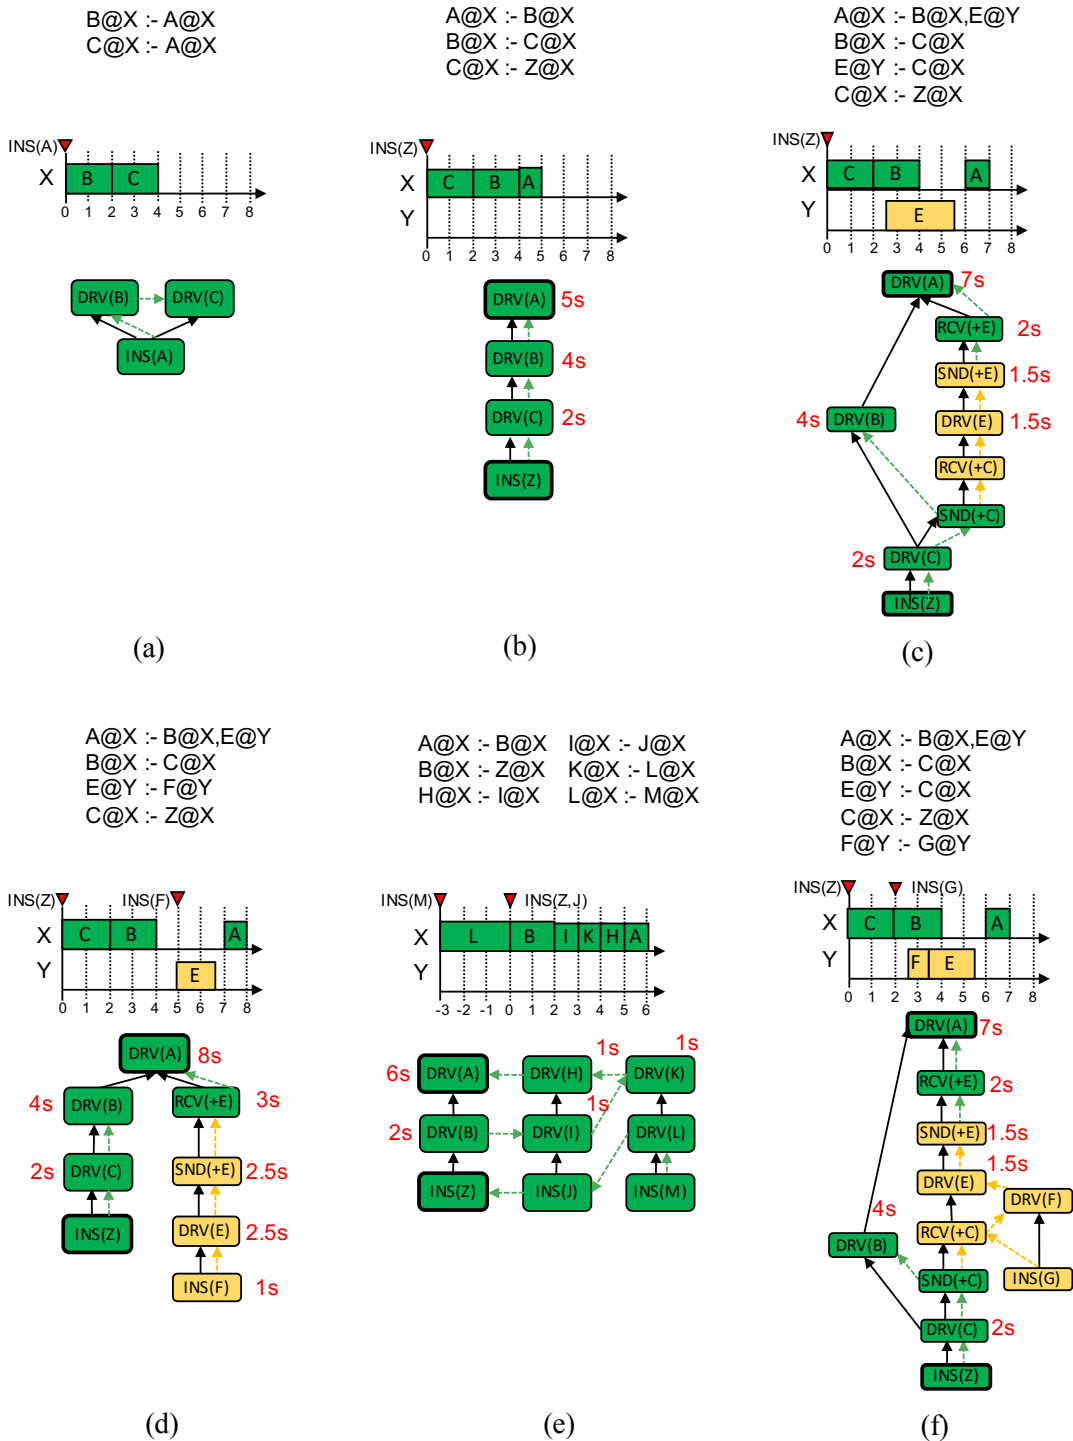 B@X :- A@X
C@X :- A@X
INS(A)
X
B C
0 1 2 3 4 5 6 7 8
DRV(B) DRV(C)
INS(A)
(a)
A@X :- B@X
B@X :- C@X
C@X :- Z@X
INS(Z)
X
C B A
Y
0 1 2 3 4 5 6 7 8
DRV(A) 5s
DRV(B) 4s
DRV(C) 2s
INS(Z)
(b)
A@X :- B@X,E@Y
B@X :- C@X
E@Y :- C@X
C@X :- Z@X
INS(Z)
X
C B A
Y
E
0 1 2 3 4 5 6 7 8
DRV(A) 7s
RCV(+E) 2s
SND(+E) 1.5s
4s DRV(B) DRV(E) 1.5s
RCV(+C)
SND(+C)
2s DRV(C)
INS(Z)
(c)
A@X :- B@X,E@Y
B@X :- C@X
E@Y :- F@Y
C@X :- Z@X
INS(Z) INS(F)
X
C B A
Y
E
0 1 2 3 4 5 6 7 8
DRV(A) 8s
4s DRV(B) RCV(+E) 3s
2s DRV(C) SND(+E) 2.5s
INS(Z) DRV(E) 2.5s
INS(F) 1s
(d)
A@X :- B@X I@X :- J@X
B@X :- Z@X K@X :- L@X
H@X :- I@X L@X :- M@X
INS(M) INS(Z,J)
X
L B I K H A
Y
-3 -2 -1 0 1 2 3 4 5 6
1s 1s
6s DRV(A) DRV(H) DRV(K)
1s
2s DRV(B) DRV(I) DRV(L)
INS(Z) INS(J) INS(M)
(e)
A@X :- B@X,E@Y
B@X :- C@X
E@Y :- C@X
C@X :- Z@X
F@Y :- G@Y
INS(Z) INS(G)
X
C B A
Y
F E
0 1 2 3 4 5 6 7 8
DRV(A) 7s
RCV(+E) 2s
SND(+E) 1.5s
1.5s
DRV(E) DRV(F)
4s
DRV(B) RCV(+C)
SND(+C) INS(G)
DRV(C) 2s
INS(Z)
(f)